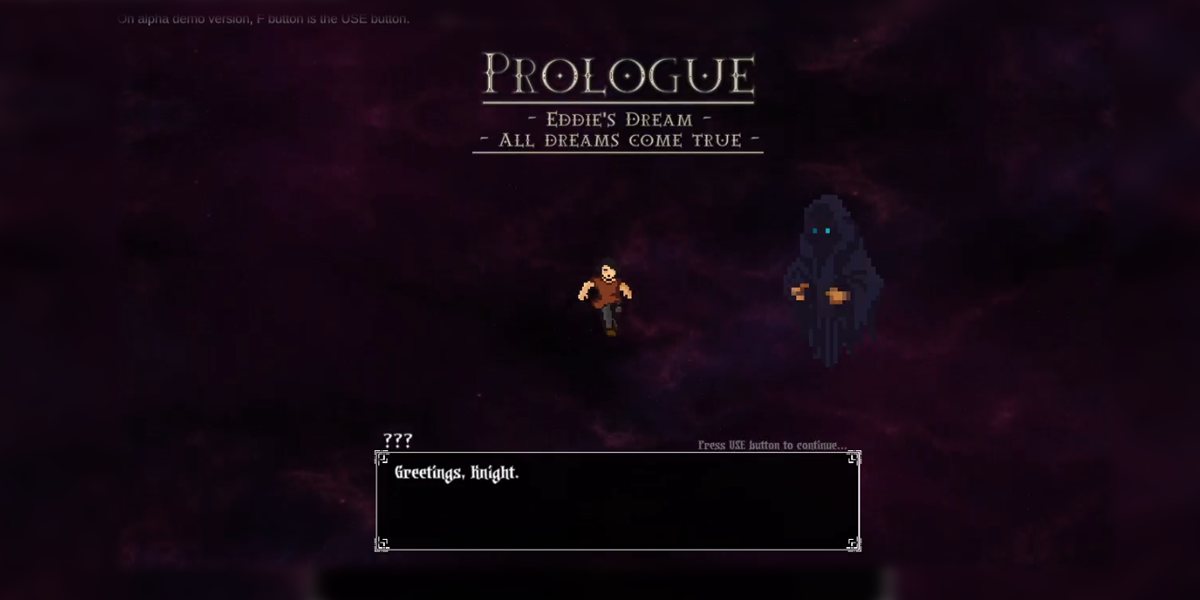 On alpha demo version, F button is the USE button.
PROLOGUE
- EDDIE'S DREAM -
- ALL DREAMS COME TRUE -
???
Press USE button to continue...
Greetings, Knight.